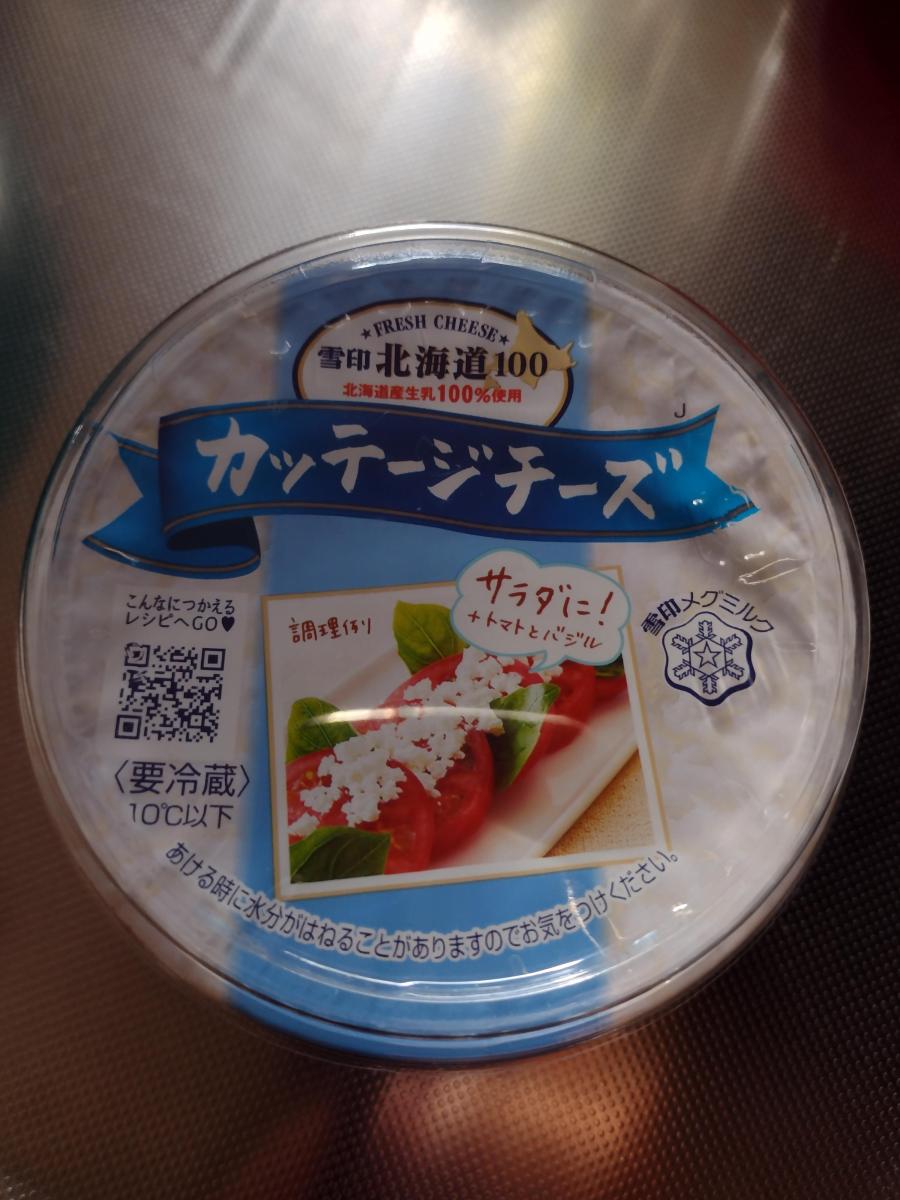 ★FRESH CHEESE★
雪印 北海道100
北海道産生乳100%使用
J
カッテージチーズ
サラダに!
+トマトとバジル
調理例
こんなにつかえる
レシピへGO♥
雪印メグミルク
〈要冷蔵〉
10℃以下
あける時に水分がはねることがありますのでお気をつけください。